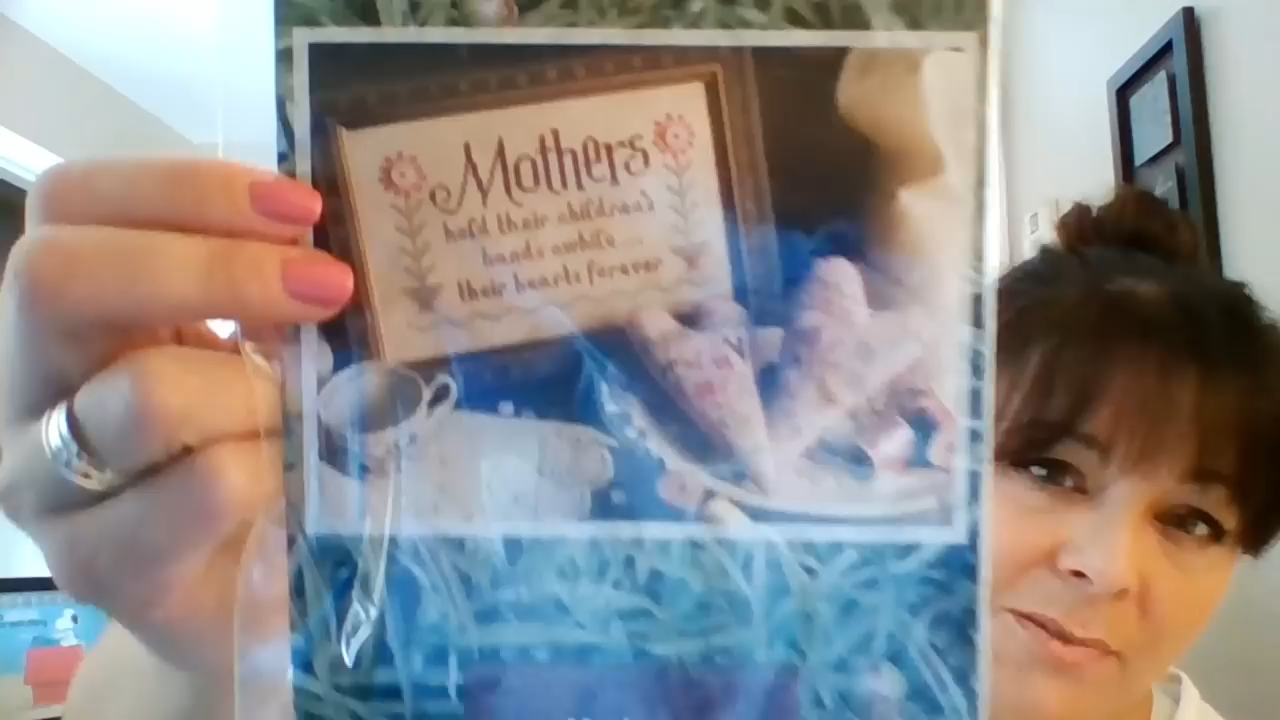 Mothers
hold their children's
hands awhile...
their hearts forever